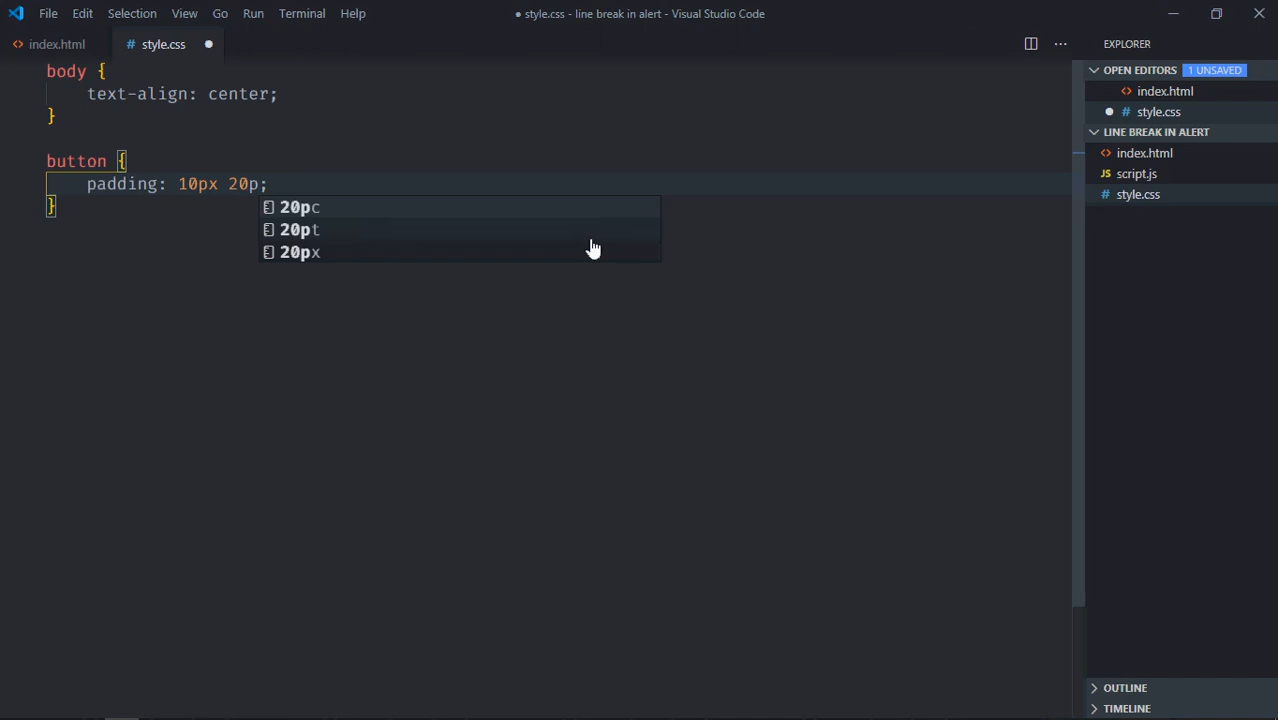 File Edit Selection View Go Run Terminal Help
● style.css - line break in alert - Visual Studio Code
<> index.html
# style.css ●
body {
    text-align: center;
}
button {
    padding: 10px 20p;
}
20pc
20pt
20px
EXPLORER
OPEN EDITORS 1 UNSAVED
<> index.html
● # style.css
LINE BREAK IN ALERT
<> index.html
JS script.js
# style.css
OUTLINE
TIMELINE